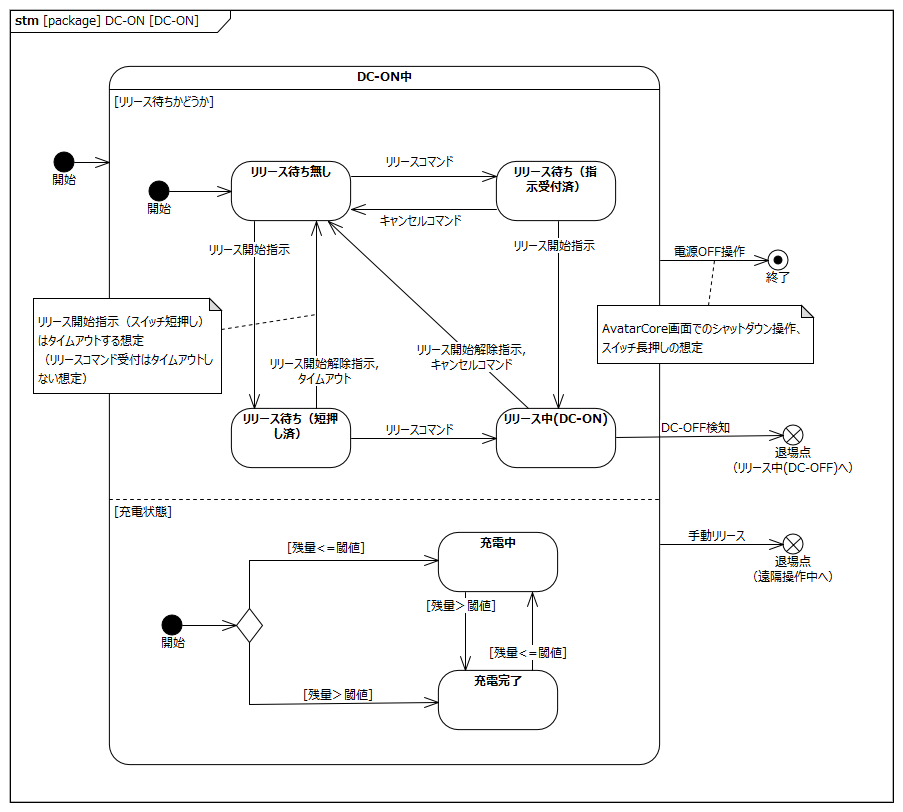 stm [package] DC-ON [DC-ON]
DC-ON中
[リリース待ちかどうか]
開始
開始
リリース待ち無し
リリースコマンド
リリース待ち（指
示受付済）
キャンセルコマンド
リリース開始指示
リリース開始指示
電源OFF操作
終了
リリース開始指示（スイッチ短押し）
はタイムアウトする想定
（リリースコマンド受付はタイムアウトし
ない想定）
AvatarCore画面でのシャットダウン操作、
スイッチ長押しの想定
リリース開始解除指示,
タイムアウト
リリース開始解除指示,
キャンセルコマンド
リリース待ち（短押
し済）
リリースコマンド
リリース中(DC-ON)
DC-OFF検知
退場点
（リリース中(DC-OFF)へ）
[充電状態]
手動リリース
退場点
（遠隔操作中へ）
[残量<=閾値]
充電中
[残量＞閾値]
開始
[残量<=閾値]
[残量＞閾値]
充電完了